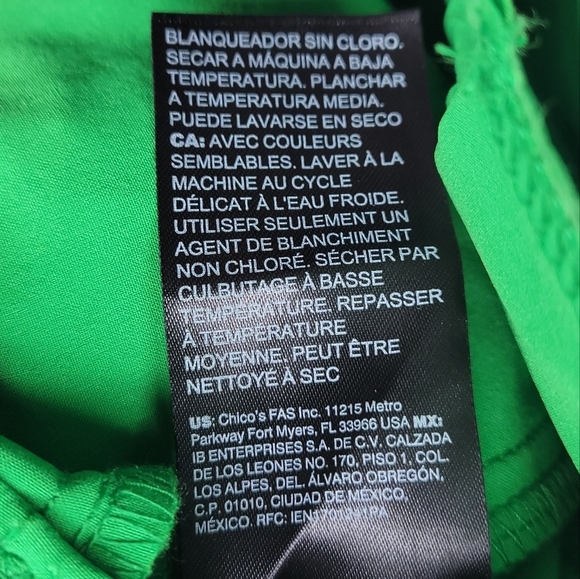 BLANQUEADOR SIN CLORO.
SECAR A MÁQUINA A BAJA
TEMPERATURA. PLANCHAR
A TEMPERATURA MEDIA.
PUEDE LAVARSE EN SECO
CA: AVEC COULEURS
SEMBLABLES. LAVER À LA
MACHINE AU CYCLE
DÉLICAT À L'EAU FROIDE.
UTILISER SEULEMENT UN
AGENT DE BLANCHIMENT
NON CHLORÉ. SÉCHER PAR
CULBUTAGE À BASSE
TEMPÉRATURE. REPASSER
À TEMPÉRATURE
MOYENNE. PEUT ÊTRE
NETTOYÉ À SEC
US: Chico's FAS Inc. 11215 Metro
Parkway Fort Myers, FL 33966 USA MX:
IB ENTERPRISES S.A. DE C.V. CALZADA
DE LOS LEONES NO. 170. PISO 1. COL.
LOS ALPES, DEL. ÁLVARO OBREGÓN,
C.P. 01010, CIUDAD DE MÉXICO,
MÉXICO. RFC: